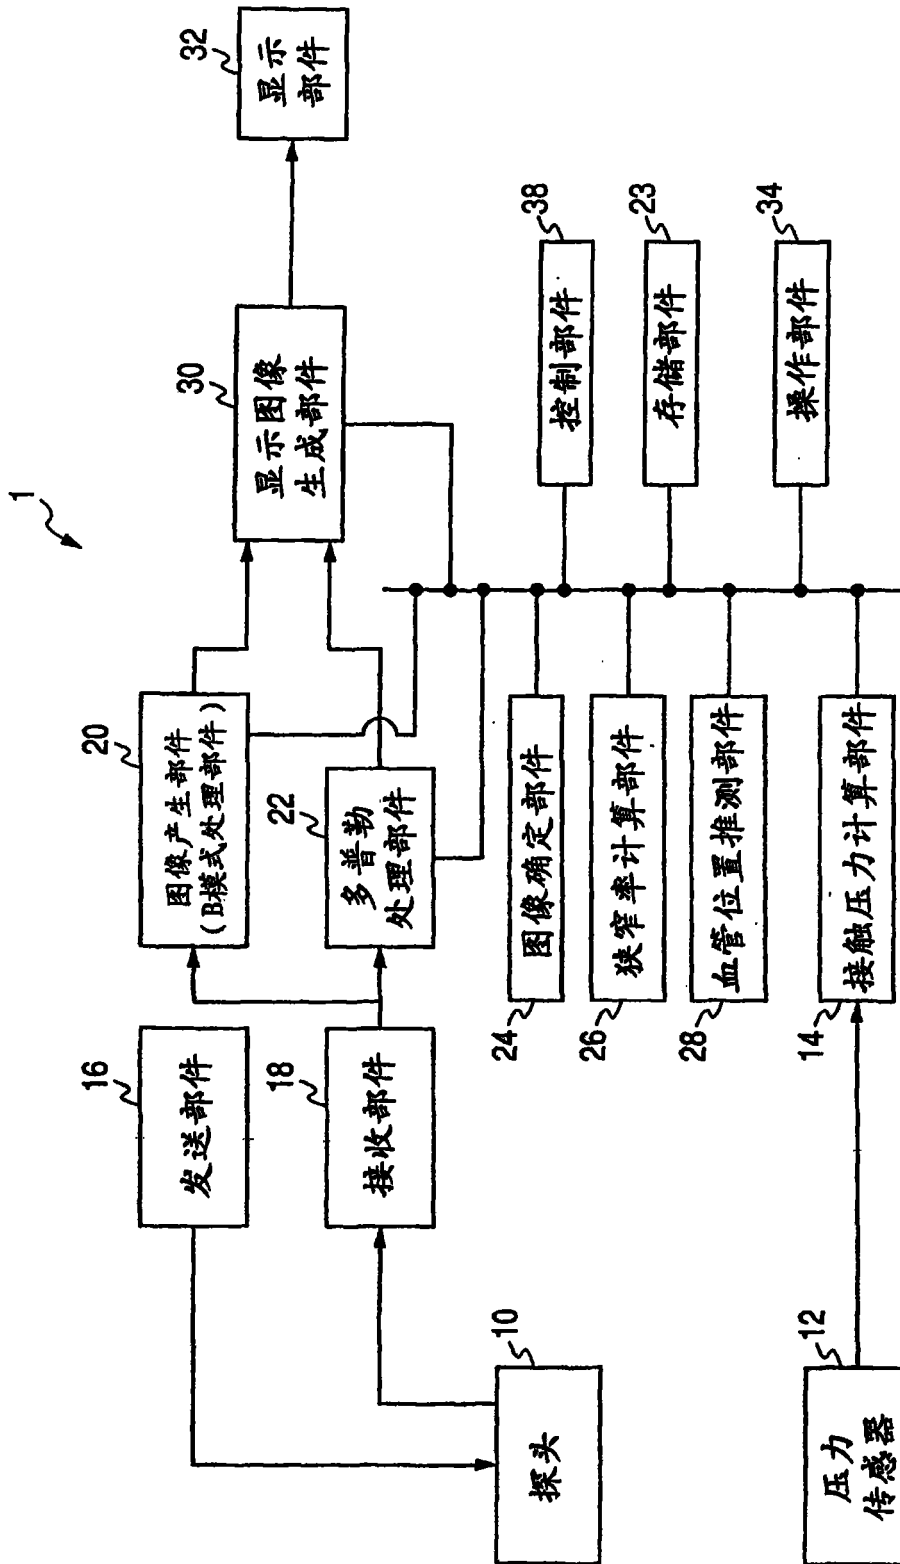 1
16
发送部件
20
图像产生部件
(B模式处理部件)
30
显示图像
生成部件
32
显示
部件
18
接收部件
22
多普勒
处理部件
10
探头
24
图像确定部件
38
控制部件
26
狭窄率计算部件
23
存储部件
28
血管位置推测部件
34
操作部件
12
压力
传感器
14
接触压力计算部件